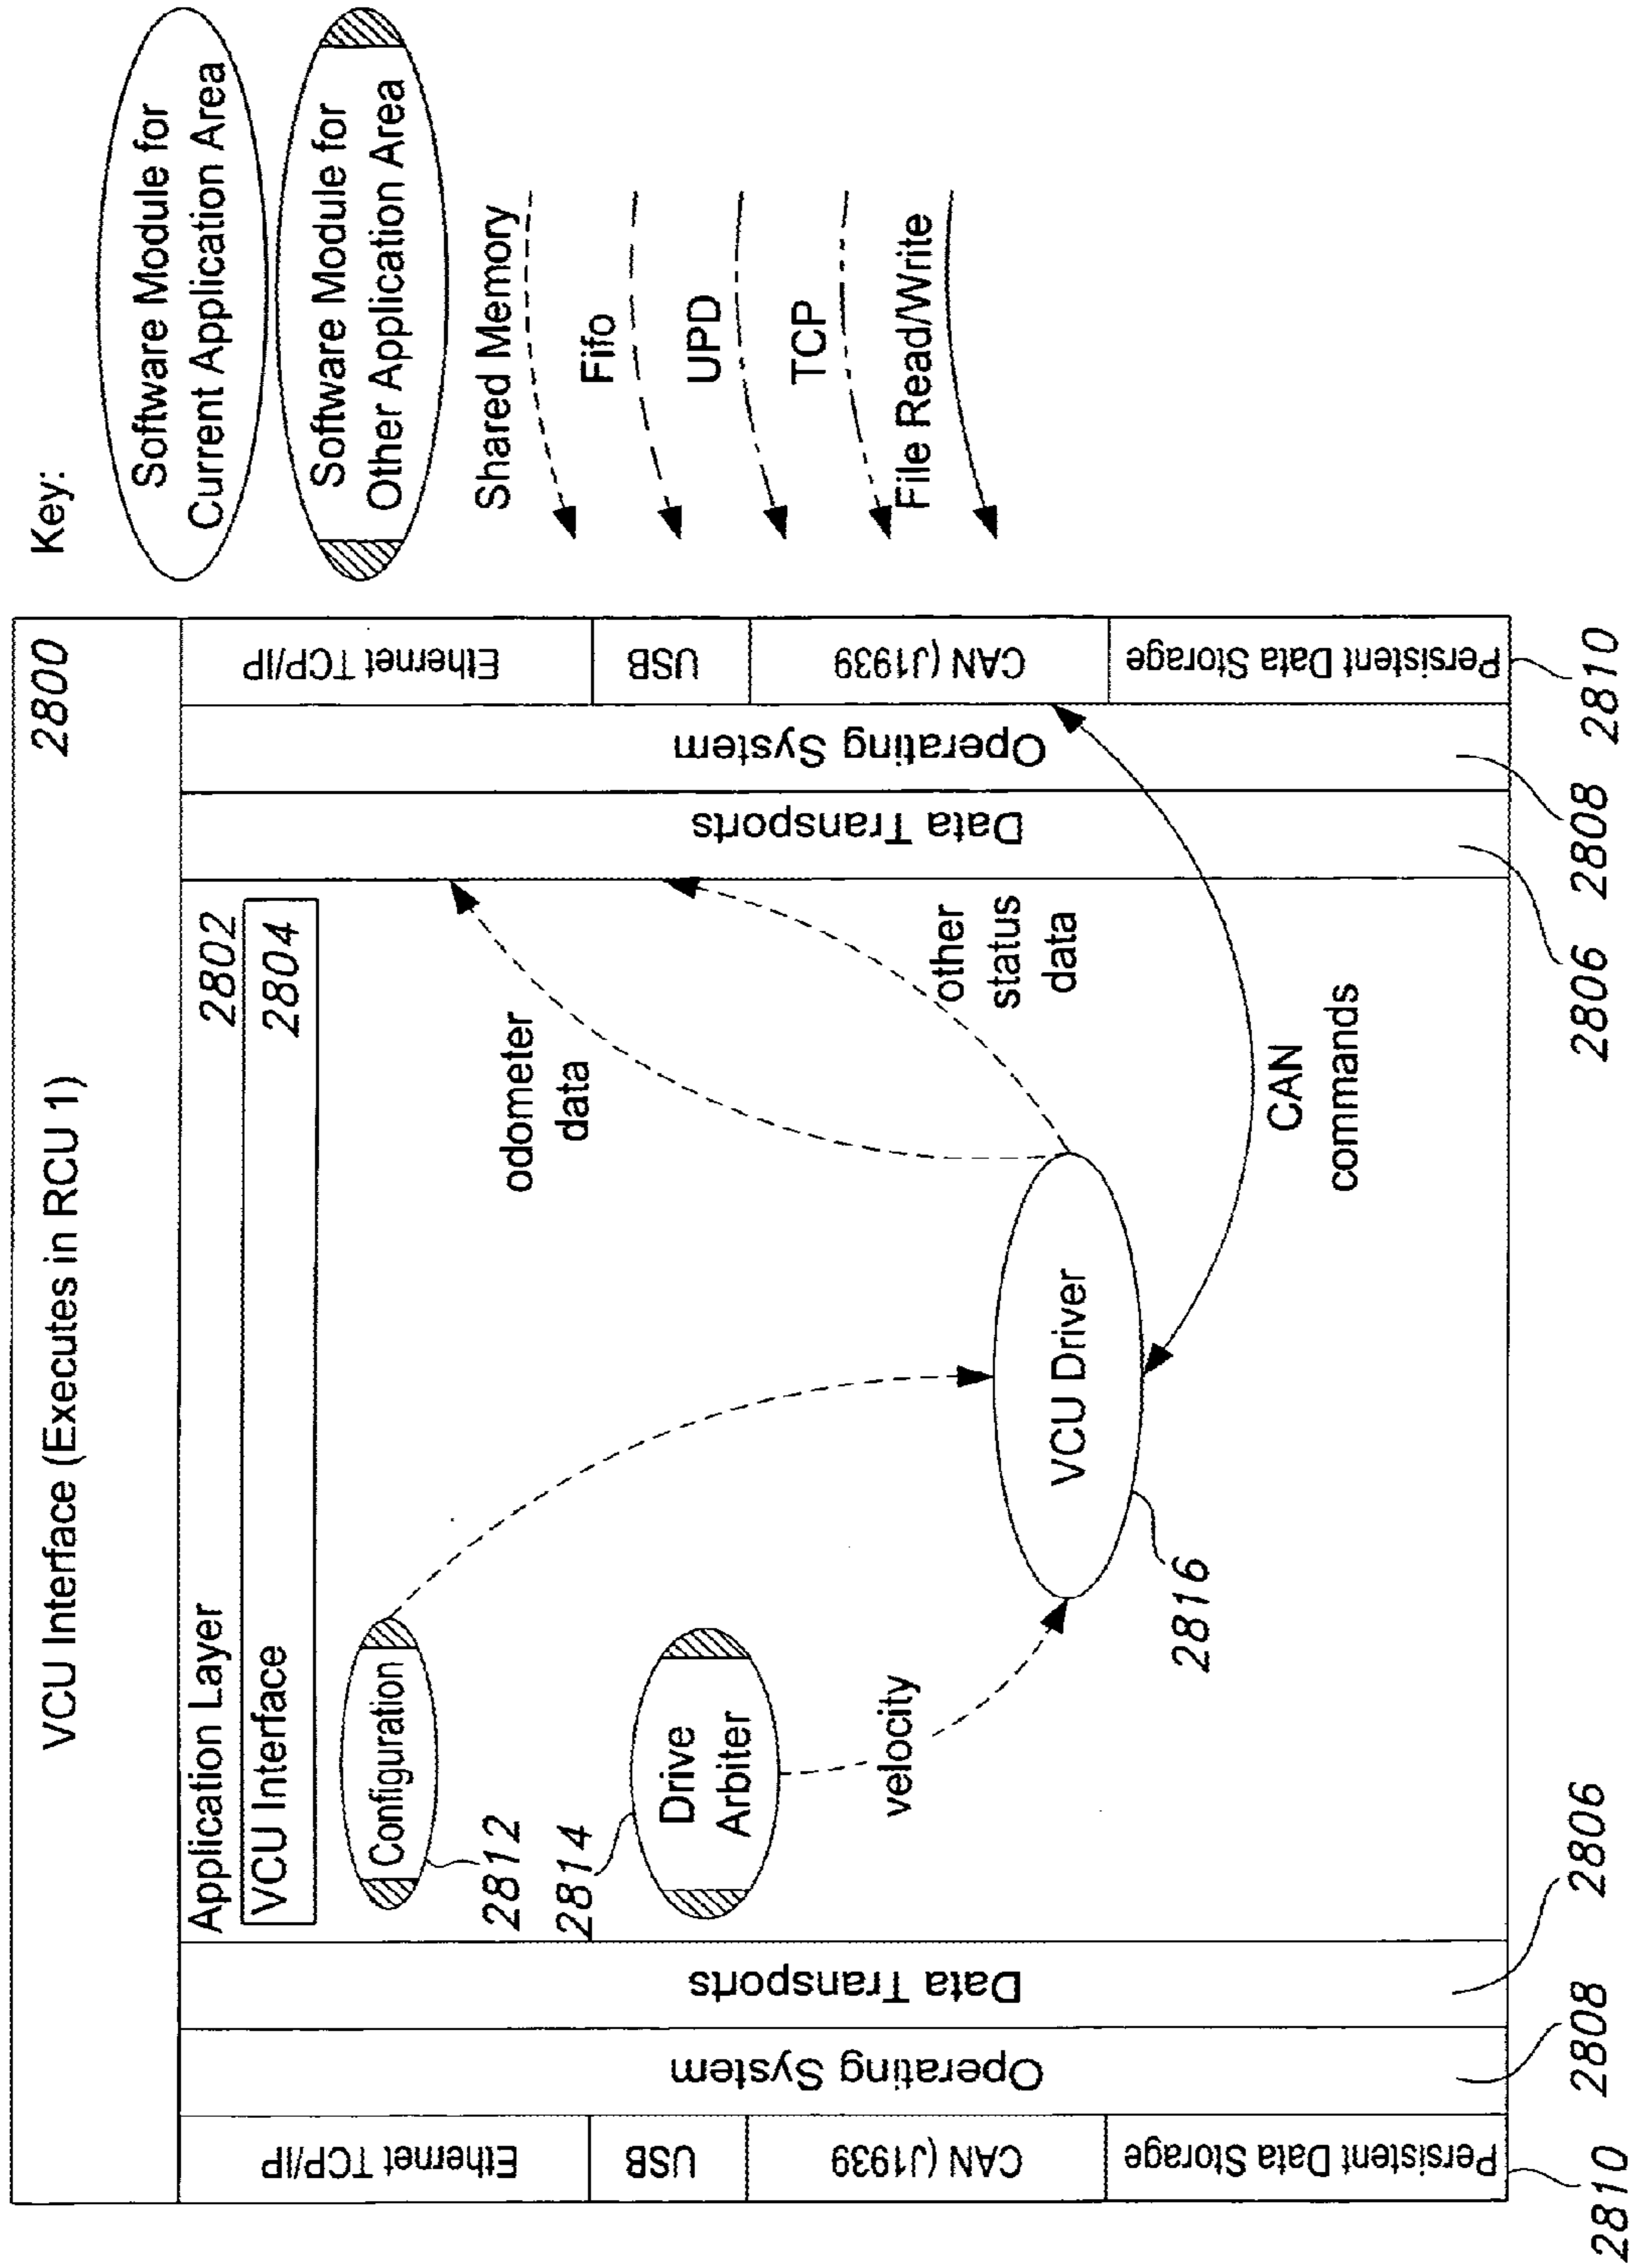 VCU Interface (Executes in RCU 1)
2800
Application Layer
2802
VCU Interface
2804
Ethernet TCP/IP
USB
CAN (J1939
Persistent Data Storage
Operating System
Data Transports
Configuration
2812
2814
Drive
Arbiter
velocity
VCU Driver
2816
odometer
data
other
status
data
CAN
commands
Data Transports
Operating System
Ethernet TCP/IP
USB
CAN (J1939
Persistent Data Storage
2810
2808
2806
2806
2808
2810
Key:
Software Module for
Current Application Area
Software Module for
Other Application Area
Shared Memory
Fifo
UPD
TCP
File Read/Write